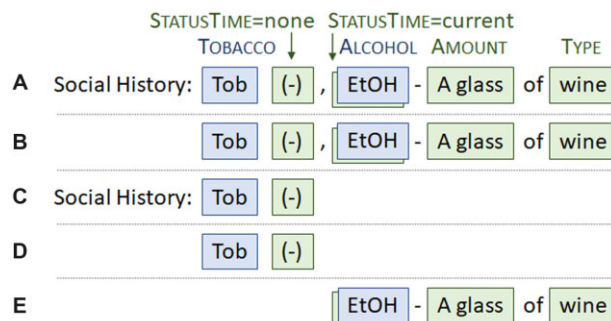 STATUSTIME=none STATUSTIME=current
TOBACCO ALCOHOL AMOUNT TYPE
A Social History: Tob (-) , EtOH - A glass of wine
B Tob (-) , EtOH - A glass of wine
C Social History: Tob (-)
D Tob (-)
E EtOH - A glass of wine